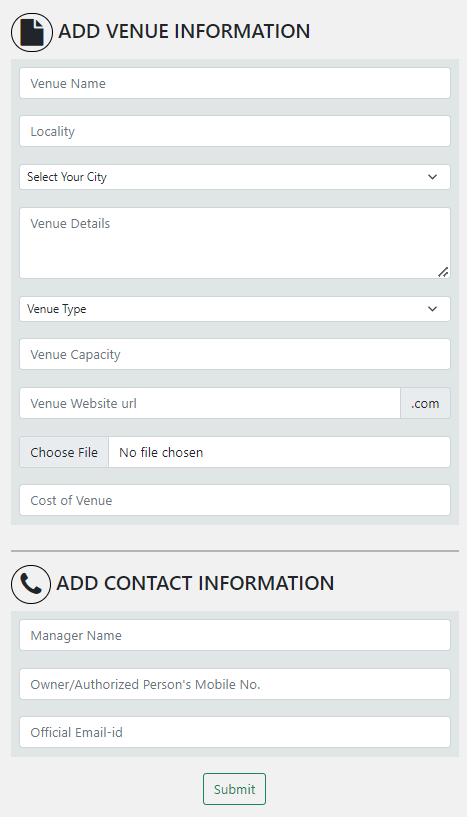 ADD VENUE INFORMATION
Venue Name
Locality
Select Your City
Venue Details
Venue Type
Venue Capacity
Venue Website url .com
Choose File No file chosen
Cost of Venue
ADD CONTACT INFORMATION
Manager Name
Owner/Authorized Person's Mobile No.
Official Email-id
Submit